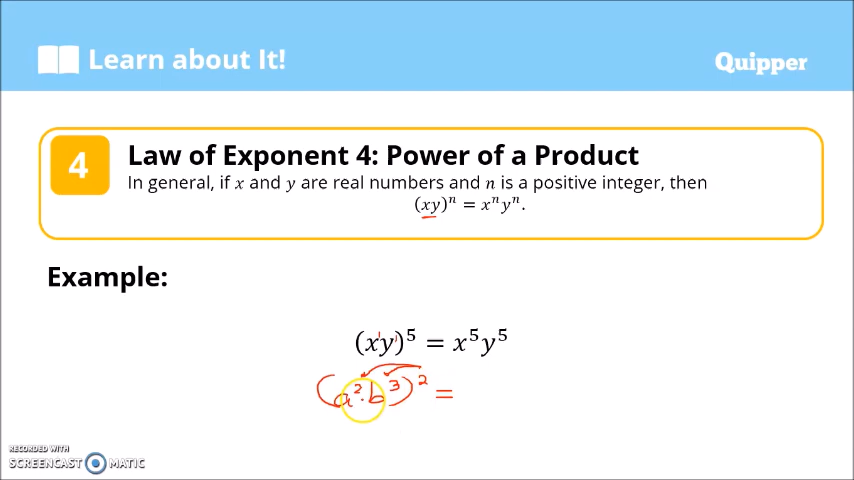 Learn about It!
Quipper
4
Law of Exponent 4: Power of a Product
In general, if x and y are real numbers and n is a positive integer, then
(xy)ⁿ = xⁿyⁿ.
Example:
(x¹y¹)⁵ = x⁵y⁵
(a²·b³)² =
RECORDED WITH
SCREENCAST MATIC